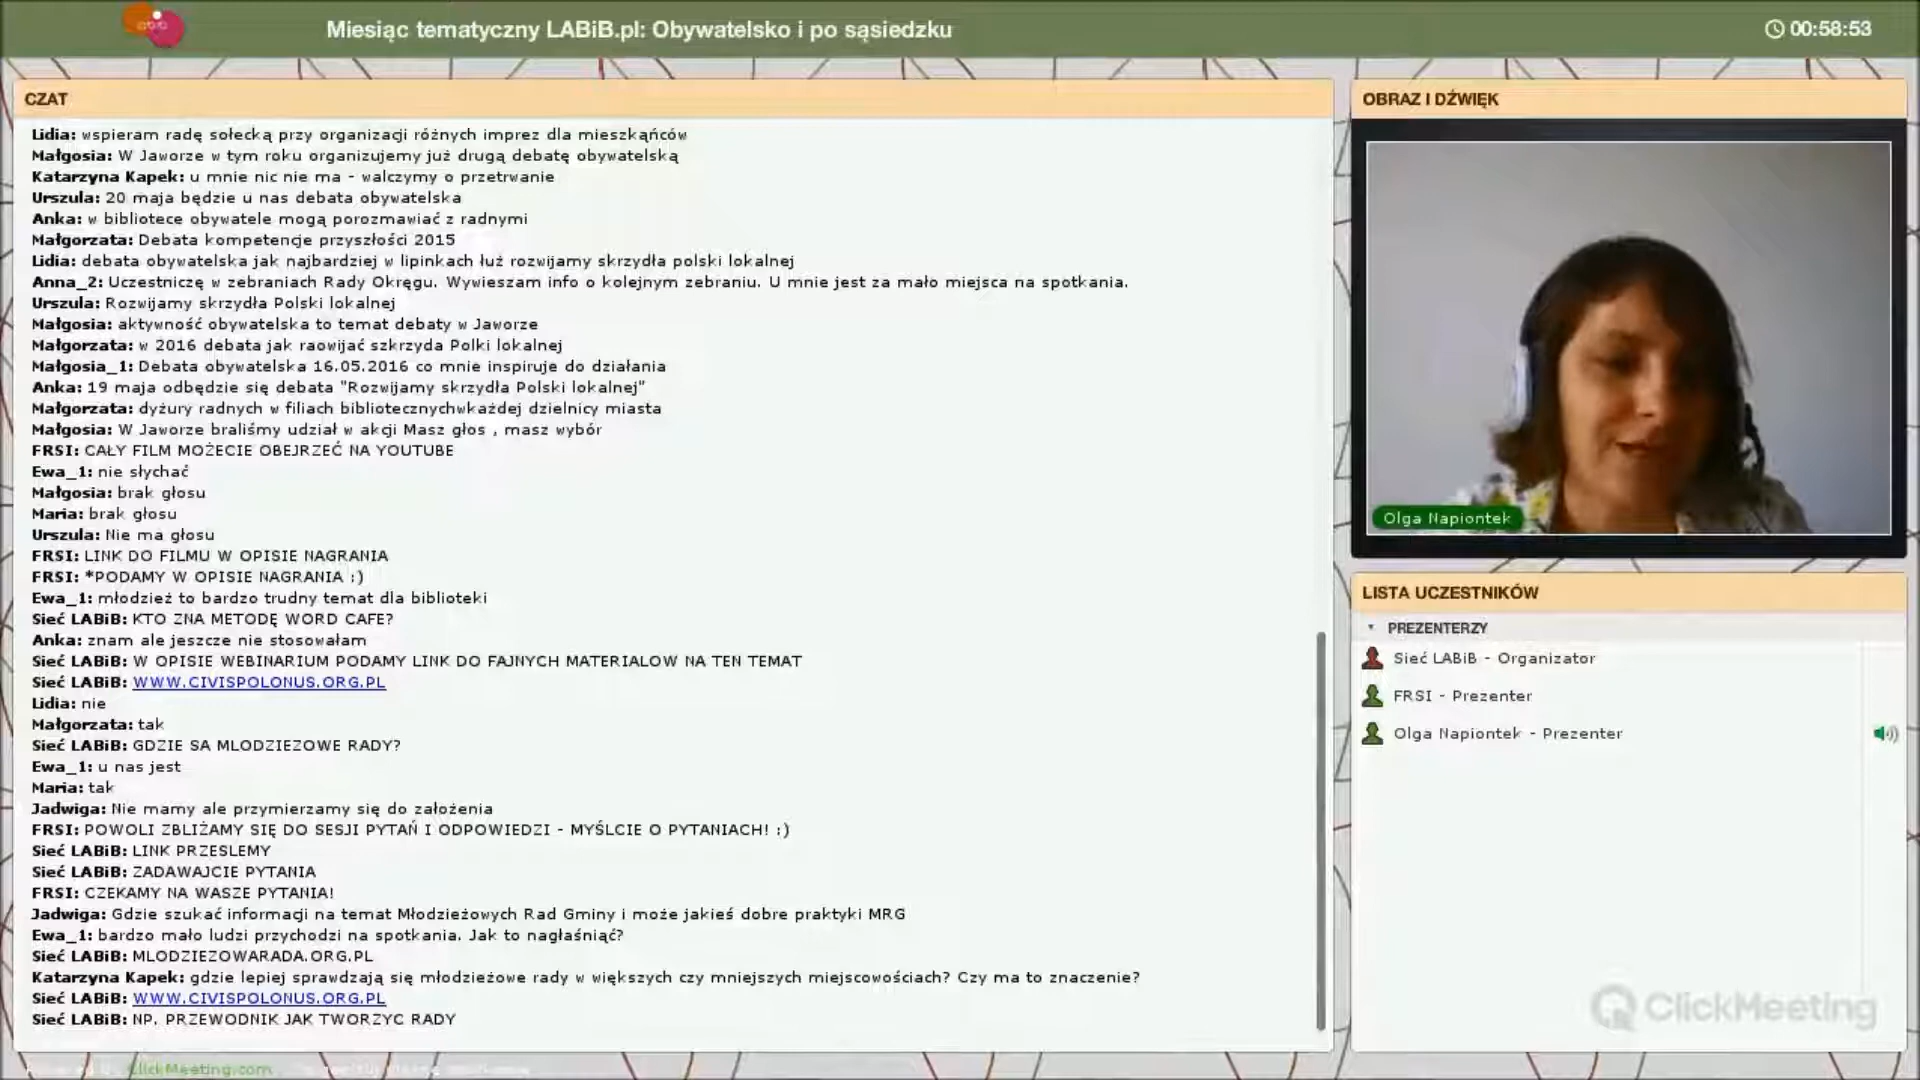 Miesiąc tematyczny LABiB.pl: Obywatelsko i po sąsiedzku
00:58:53
CZAT
Lidia: wspieram radę sołecką przy organizacji różnych imprez dla mieszkąńców
Małgosia: W Jaworze w tym roku organizujemy już drugą debatę obywatelską
Katarzyna Kapek: u mnie nic nie ma - walczymy o przetrwanie
Urszula: 20 maja będzie u nas debata obywatelska
Anka: w bibliotece obywatele mogą porozmawiać z radnymi
Małgorzata: Debata kompetencje przyszłości 2015
Lidia: debata obywatelska jak najbardziej w lipinkach łuż rozwijamy skrzydła polski lokalnej
Anna_2: Uczestniczę w zebraniach Rady Okręgu. Wywieszam info o kolejnym zebraniu. U mnie jest za mało miejsca na spotkania.
Urszula: Rozwijamy skrzydła Polski lokalnej
Małgosia: aktywność obywatelska to temat debaty w Jaworze
Małgorzata: w 2016 debata jak raowijać szkrzyda Polki lokalnej
Małgosia_1: Debata obywatelska 16.05.2016 co mnie inspiruje do działania
Anka: 19 maja odbędzie się debata "Rozwijamy skrzydła Polski lokalnej"
Małgorzata: dyżury radnych w filiach bibliotecznychwkażdej dzielnicy miasta
Małgosia: W Jaworze braliśmy udział w akcji Masz głos , masz wybór
FRSI: CAŁY FILM MOŻECIE OBEJRZEĆ NA YOUTUBE
Ewa_1: nie słychać
Małgosia: brak głosu
Maria: brak głosu
Urszula: Nie ma głosu
FRSI: LINK DO FILMU W OPISIE NAGRANIA
FRSI: *PODAMY W OPISIE NAGRANIA :)
Ewa_1: młodzież to bardzo trudny temat dla biblioteki
Sieć LABiB: KTO ZNA METODĘ WORD CAFE?
Anka: znam ale jeszcze nie stosowałam
Sieć LABiB: W OPISIE WEBINARIUM PODAMY LINK DO FAJNYCH MATERIALOW NA TEN TEMAT
Sieć LABiB: WWW.CIVISPOLONUS.ORG.PL
Lidia: nie
Małgorzata: tak
Sieć LABiB: GDZIE SA MLODZIEZOWE RADY?
Ewa_1: u nas jest
Maria: tak
Jadwiga: Nie mamy ale przymierzamy się do założenia
FRSI: POWOLI ZBLIŻAMY SIĘ DO SESJI PYTAŃ I ODPOWIEDZI - MYŚLCIE O PYTANIACH! :)
Sieć LABiB: LINK PRZESLEMY
Sieć LABiB: ZADAWAJCIE PYTANIA
FRSI: CZEKAMY NA WASZE PYTANIA!
Jadwiga: Gdzie szukać informacji na temat Młodzieżowych Rad Gminy i może jakieś dobre praktyki MRG
Ewa_1: bardzo mało ludzi przychodzi na spotkania. Jak to nagłaśniąć?
Sieć LABiB: MLODZIEZOWARADA.ORG.PL
Katarzyna Kapek: gdzie lepiej sprawdzają się młodzieżowe rady w większych czy mniejszych miejscowościach? Czy ma to znaczenie?
Sieć LABiB: WWW.CIVISPOLONUS.ORG.PL
Sieć LABiB: NP. PRZEWODNIK JAK TWORZYC RADY
OBRAZ I DŹWIĘK
Olga Napiontek
LISTA UCZESTNIKÓW
PREZENTERZY
Sieć LABiB - Organizator
FRSI - Prezenter
Olga Napiontek - Prezenter
ClickMeeting
ClickMeeting.com